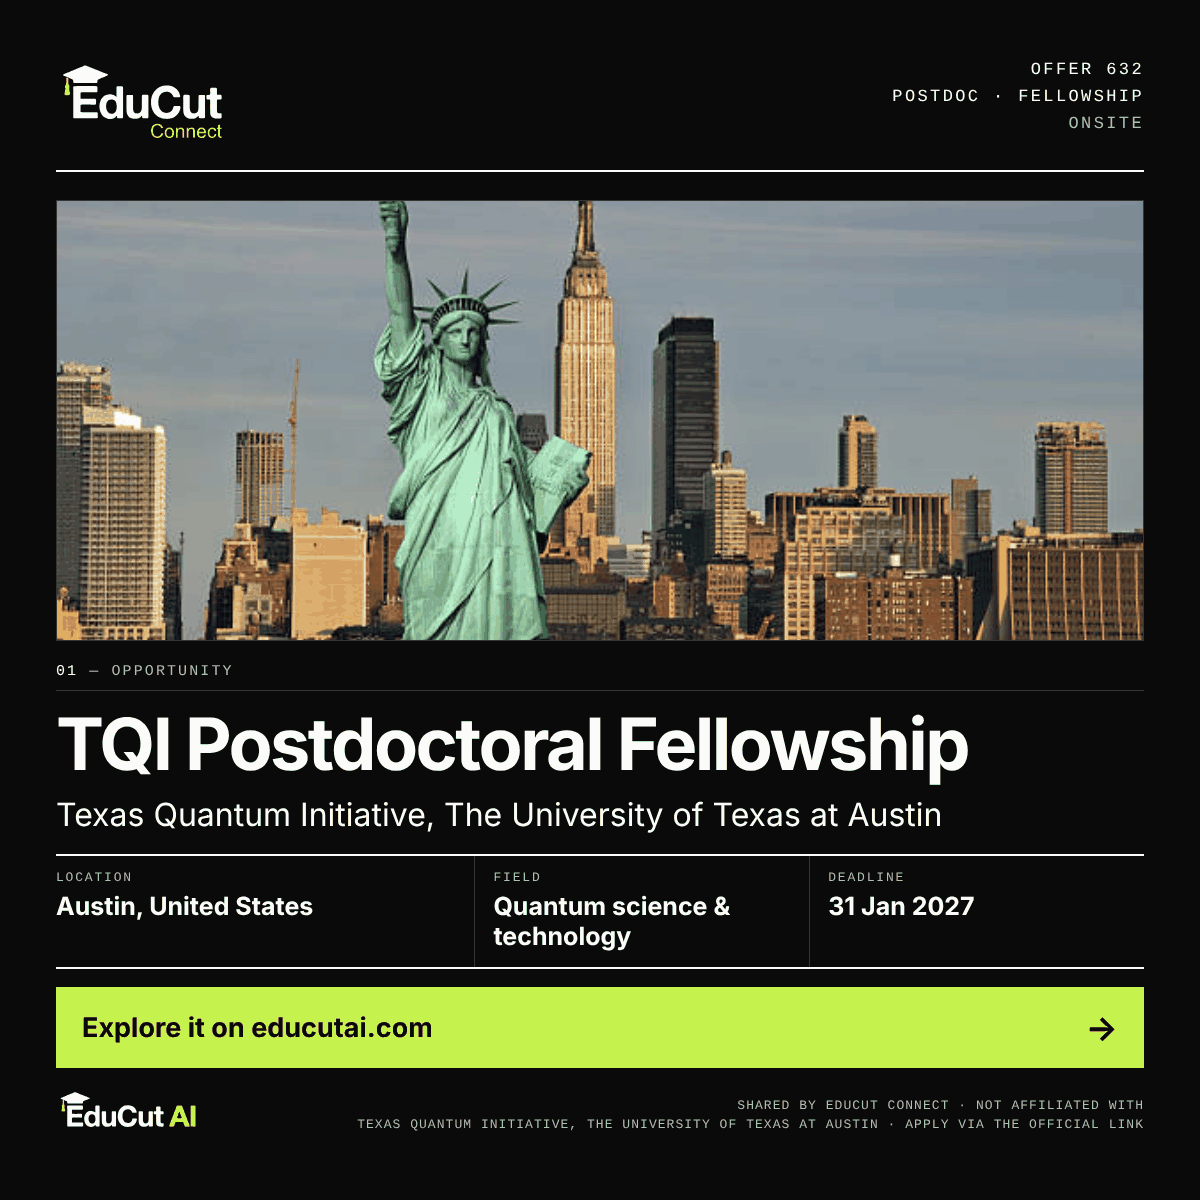 EduCut
Connect
OFFER 632
POSTDOC · FELLOWSHIP
ONSITE
01 — OPPORTUNITY
TQI Postdoctoral Fellowship
Texas Quantum Initiative, The University of Texas at Austin
LOCATION
Austin, United States
FIELD
Quantum science &
technology
DEADLINE
31 Jan 2027
Explore it on educutai.com →
EduCut AI
SHARED BY EDUCUT CONNECT · NOT AFFILIATED WITH
TEXAS QUANTUM INITIATIVE, THE UNIVERSITY OF TEXAS AT AUSTIN · APPLY VIA THE OFFICIAL LINK